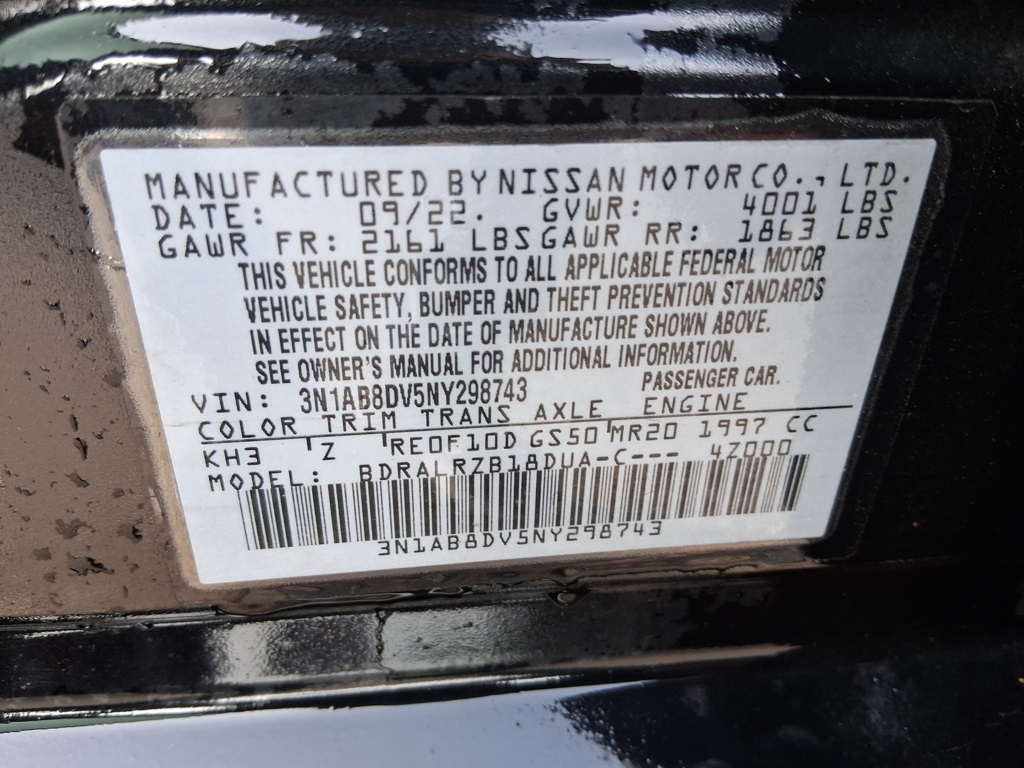 MANUFACTURED BY NISSAN MOTOR CO., LTD.
DATE: 09/22. GVWR: 4001 LBS
GAWR FR: 2161 LBS GAWR RR: 1863 LBS
THIS VEHICLE CONFORMS TO ALL APPLICABLE FEDERAL MOTOR
VEHICLE SAFETY, BUMPER AND THEFT PREVENTION STANDARDS
IN EFFECT ON THE DATE OF MANUFACTURE SHOWN ABOVE.
SEE OWNER'S MANUAL FOR ADDITIONAL INFORMATION.
VIN: 3N1AB8DV5NY298743 PASSENGER CAR.
COLOR TRIM TRANS AXLE ENGINE
KH3 Z RE0F10D GS50 MR20 1997 CC
MODEL: BDRALRZB18DUA-C--- 4Z000
3N1AB8DV5NY298743